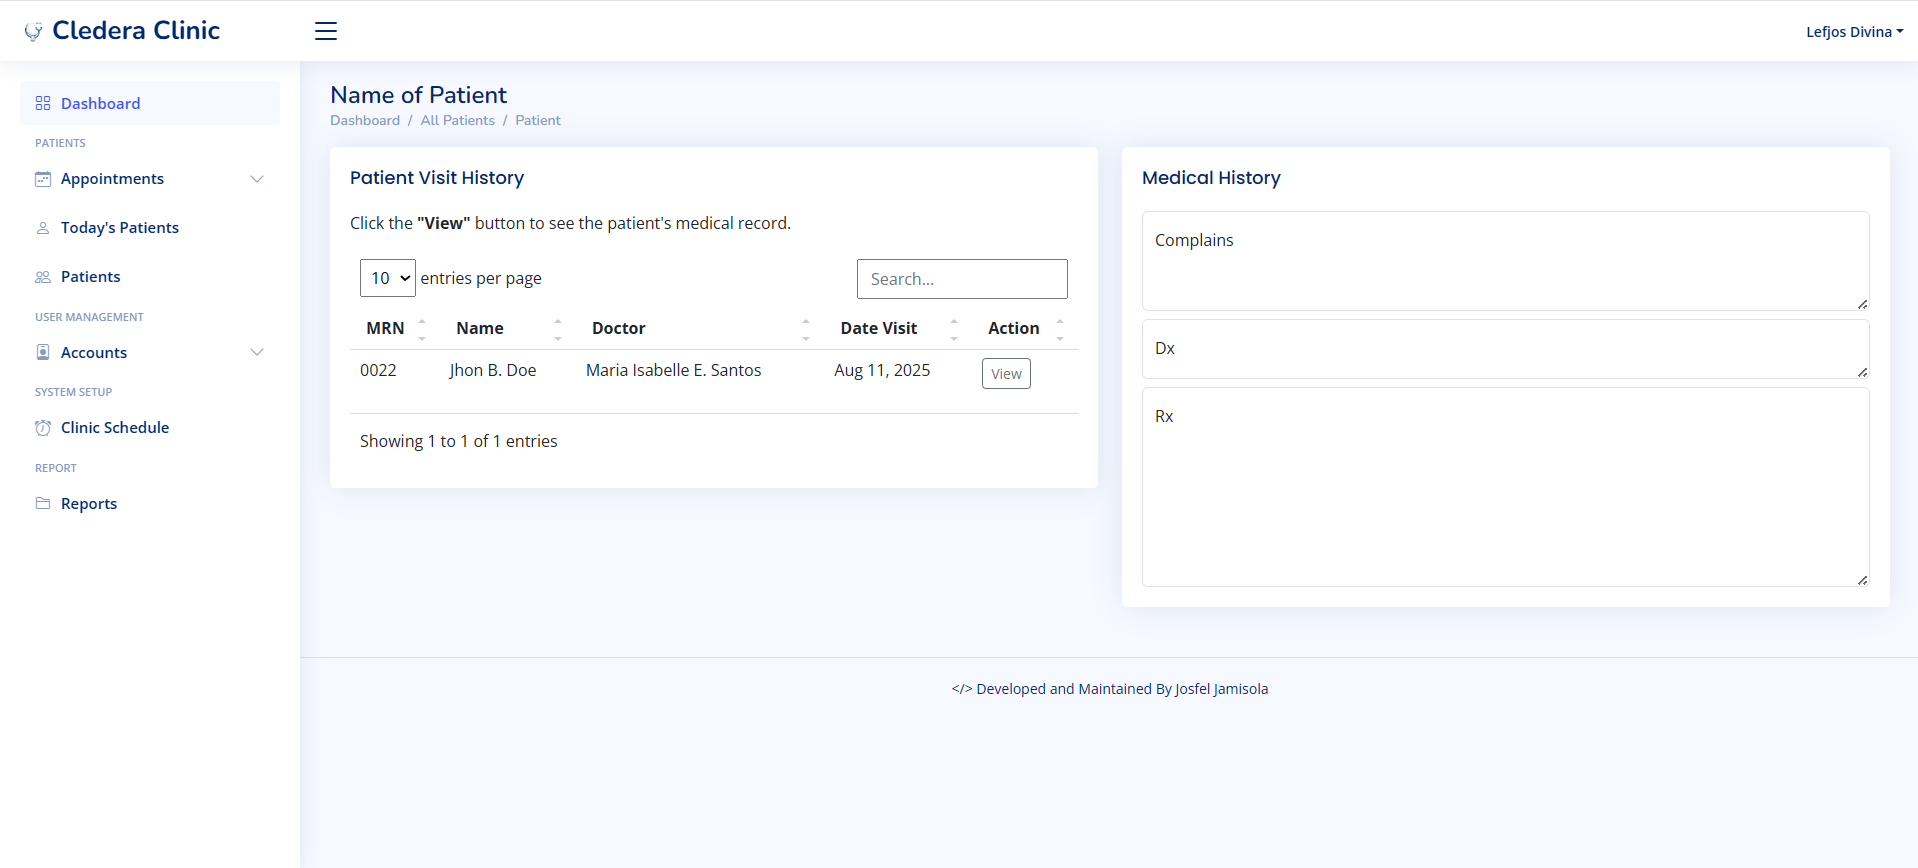 Cledera Clinic
Lefjos Divina
Dashboard
PATIENTS
Appointments
Today's Patients
Patients
USER MANAGEMENT
Accounts
SYSTEM SETUP
Clinic Schedule
REPORT
Reports
Name of Patient
Dashboard / All Patients / Patient
Patient Visit History
Click the "View" button to see the patient's medical record.
10 entries per page
Search...
MRN Name Doctor Date Visit Action
0022 Jhon B. Doe Maria Isabelle E. Santos Aug 11, 2025 View
Showing 1 to 1 of 1 entries
Medical History
Complains
Dx
Rx
</> Developed and Maintained By Josfel Jamisola